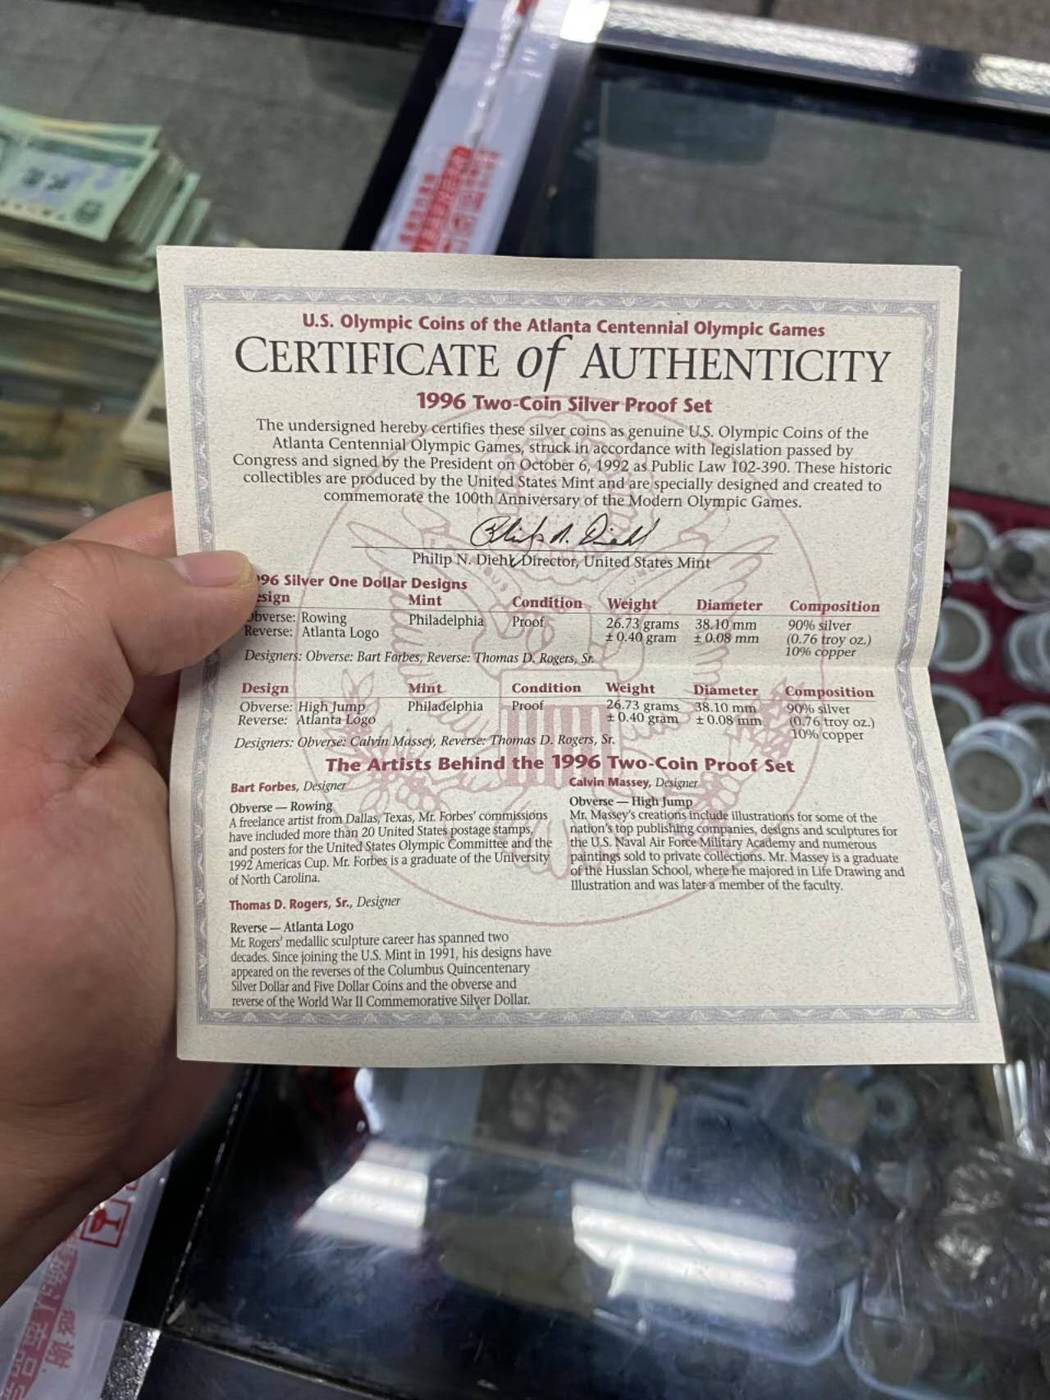 U.S. Olympic Coins of the Atlanta Centennial Olympic Games
CERTIFICATE of AUTHENTICITY
1996 Two-Coin Silver Proof Set
The undersigned hereby certifies these silver coins as genuine U.S. Olympic Coins of the
Atlanta Centennial Olympic Games, struck in accordance with legislation passed by
Congress and signed by the President on October 6, 1992 as Public Law 102-390. These historic
collectibles are produced by the United States Mint and are specially designed and created to
commemorate the 100th Anniversary of the Modern Olympic Games.
Philip N. Diehl
Philip N. Diehl, Director, United States Mint
96 Silver One Dollar Designs
esign Mint Condition Weight Diameter Composition
bverse: Rowing Philadelphia Proof 26.73 grams 38.10 mm 90% silver
Reverse: Atlanta Logo ± 0.40 gram ± 0.08 mm (0.76 troy oz.)
10% copper
Designers: Obverse: Bart Forbes, Reverse: Thomas D. Rogers, Sr.
Design Mint Condition Weight Diameter Composition
Obverse: High Jump Philadelphia Proof 26.73 grams 38.10 mm 90% silver
Reverse: Atlanta Logo ± 0.40 gram ± 0.08 mm (0.76 troy oz.)
10% copper
Designers: Obverse: Calvin Massey, Reverse: Thomas D. Rogers, Sr.
The Artists Behind the 1996 Two-Coin Proof Set
Bart Forbes, Designer
Obverse — Rowing
A freelance artist from Dallas, Texas, Mr. Forbes' commissions
have included more than 20 United States postage stamps,
and posters for the United States Olympic Committee and the
1992 Americas Cup. Mr. Forbes is a graduate of the University
of North Carolina.
Thomas D. Rogers, Sr., Designer
Reverse — Atlanta Logo
Mr. Rogers' medallic sculpture career has spanned two
decades. Since joining the U.S. Mint in 1991, his designs have
appeared on the reverses of the Columbus Quincentenary
Silver Dollar and Five Dollar Coins and the obverse and
reverse of the World War II Commemorative Silver Dollar.
Calvin Massey, Designer
Obverse — High Jump
Mr. Massey's creations include illustrations for some of the
nation's top publishing companies, designs and sculptures for
the U.S. Naval Air Force Military Academy and numerous
paintings sold to private collections. Mr. Massey is a graduate
of the Hussian School, where he majored in Life Drawing and
Illustration and was later a member of the faculty.
感谢